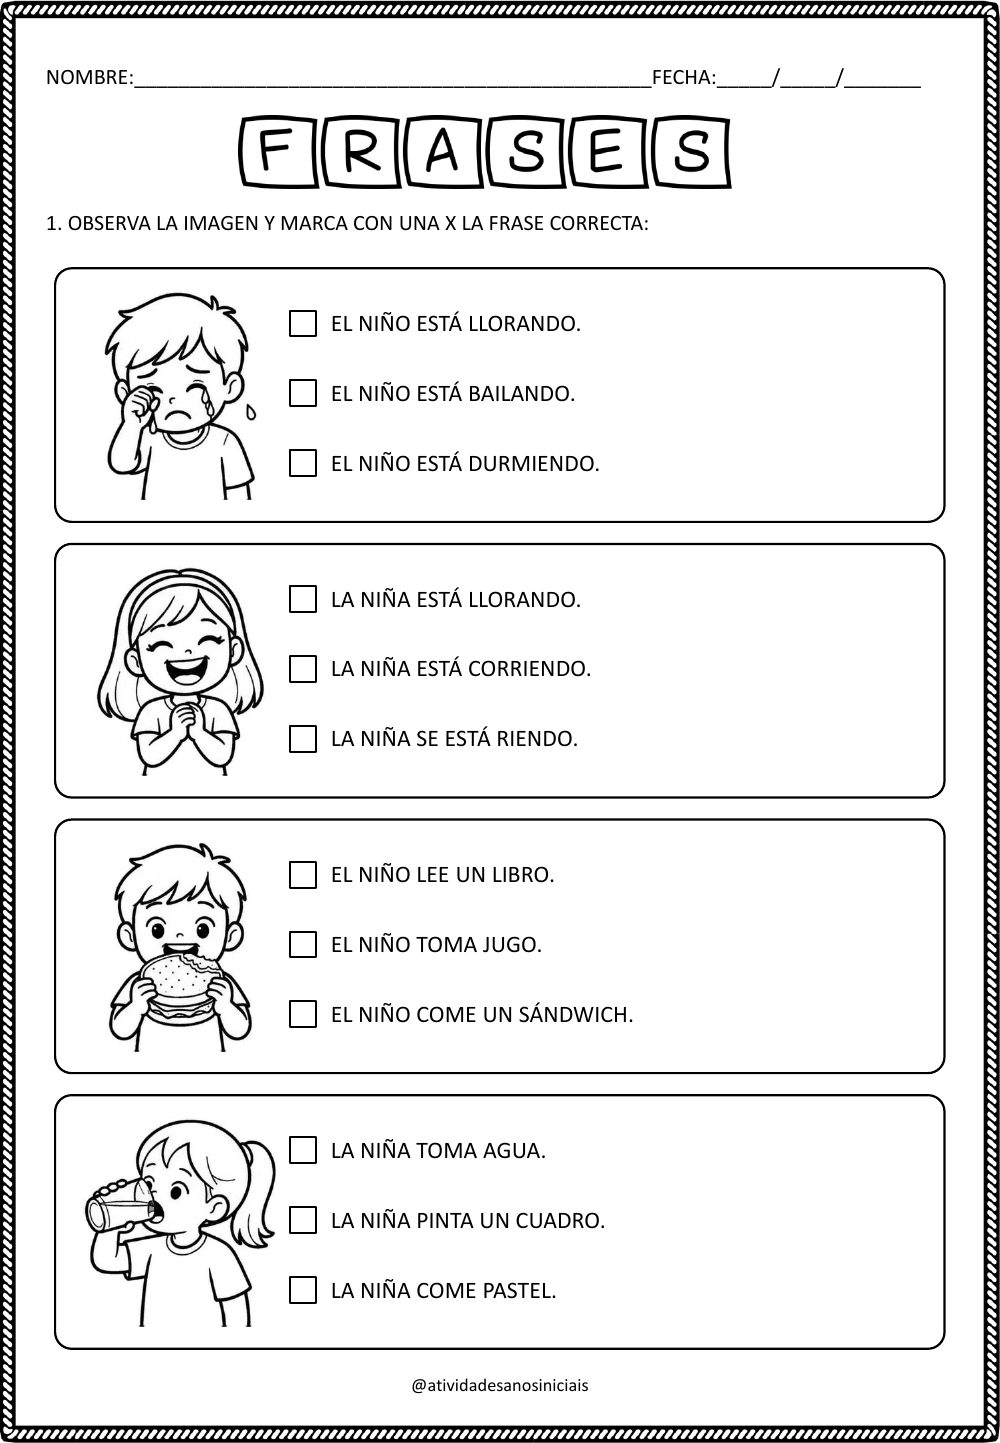 NOMBRE:_______________________________________________FECHA:_____/_____/_______
FRASES
1. OBSERVA LA IMAGEN Y MARCA CON UNA X LA FRASE CORRECTA:
EL NIÑO ESTÁ LLORANDO.
EL NIÑO ESTÁ BAILANDO.
EL NIÑO ESTÁ DURMIENDO.
LA NIÑA ESTÁ LLORANDO.
LA NIÑA ESTÁ CORRIENDO.
LA NIÑA SE ESTÁ RIENDO.
EL NIÑO LEE UN LIBRO.
EL NIÑO TOMA JUGO.
EL NIÑO COME UN SÁNDWICH.
LA NIÑA TOMA AGUA.
LA NIÑA PINTA UN CUADRO.
LA NIÑA COME PASTEL.
@atividadesanosiniciais